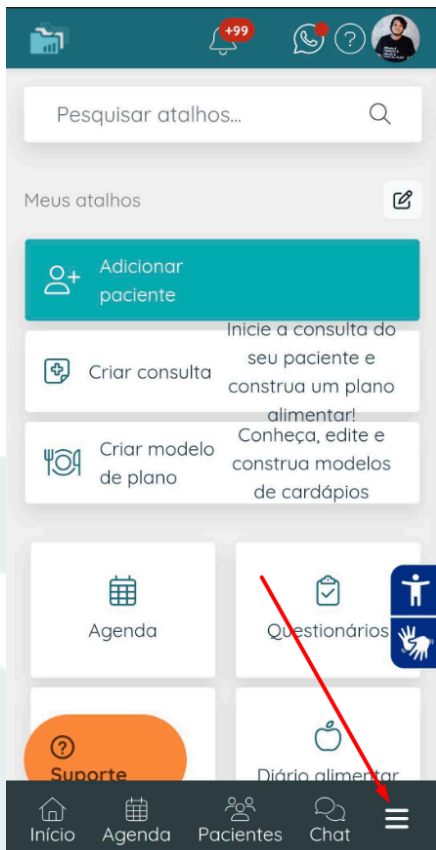 +99
?
Pesquisar atalhos...
Meus atalhos
Adicionar
paciente
Criar consulta
Inicie a consulta do
seu paciente e
construa um plano
alimentar!
Criar modelo
de plano
Conheça, edite e
construa modelos
de cardápios
Agenda
Questionários
?
Suporte
Diário alimentar
Início
Agenda
Pacientes
Chat